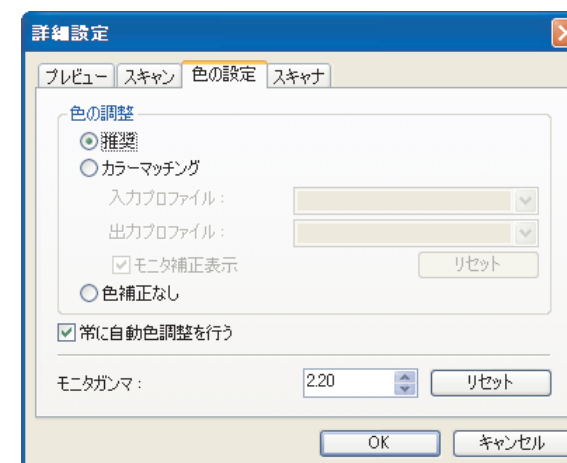 詳細設定
プレビュー スキャン 色の設定 スキャナ
色の調整
推奨
カラーマッチング
入力プロファイル：
出力プロファイル：
モニタ補正表示 リセット
色補正なし
常に自動色調整を行う
モニタガンマ： 2.20 リセット
OK キャンセル